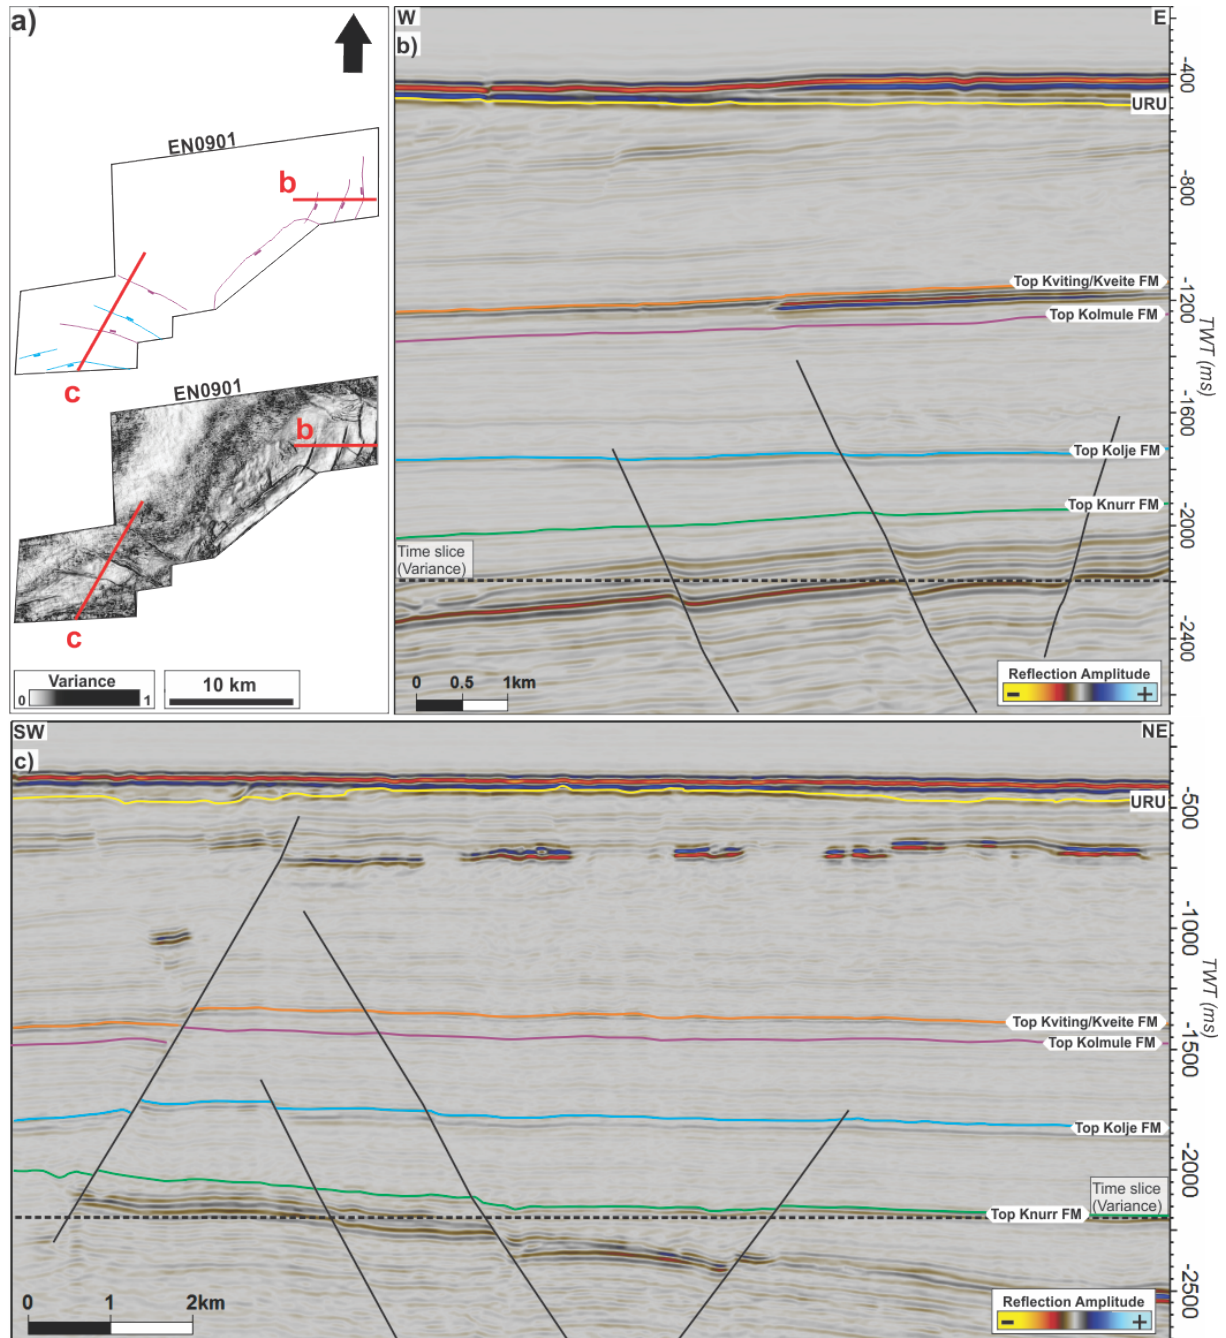 a)
EN0901
b
c
EN0901
b
c
Variance
0 1
10 km
W E
b)
-400
URU
-800
Top Kviting/Kveite FM
-1200
Top Kolmule FM
TWT (ms)
-1600
Top Kolje FM
Top Knurr FM
-2000
Time slice
(Variance)
-2400
0 0.5 1km
Reflection Amplitude
- +
SW NE
c)
URU
-500
-1000
TWT (ms)
Top Kviting/Kveite FM
Top Kolmule FM
-1500
Top Kolje FM
-2000
Time slice
(Variance)
Top Knurr FM
-2500
0 1 2km
Reflection Amplitude
- +